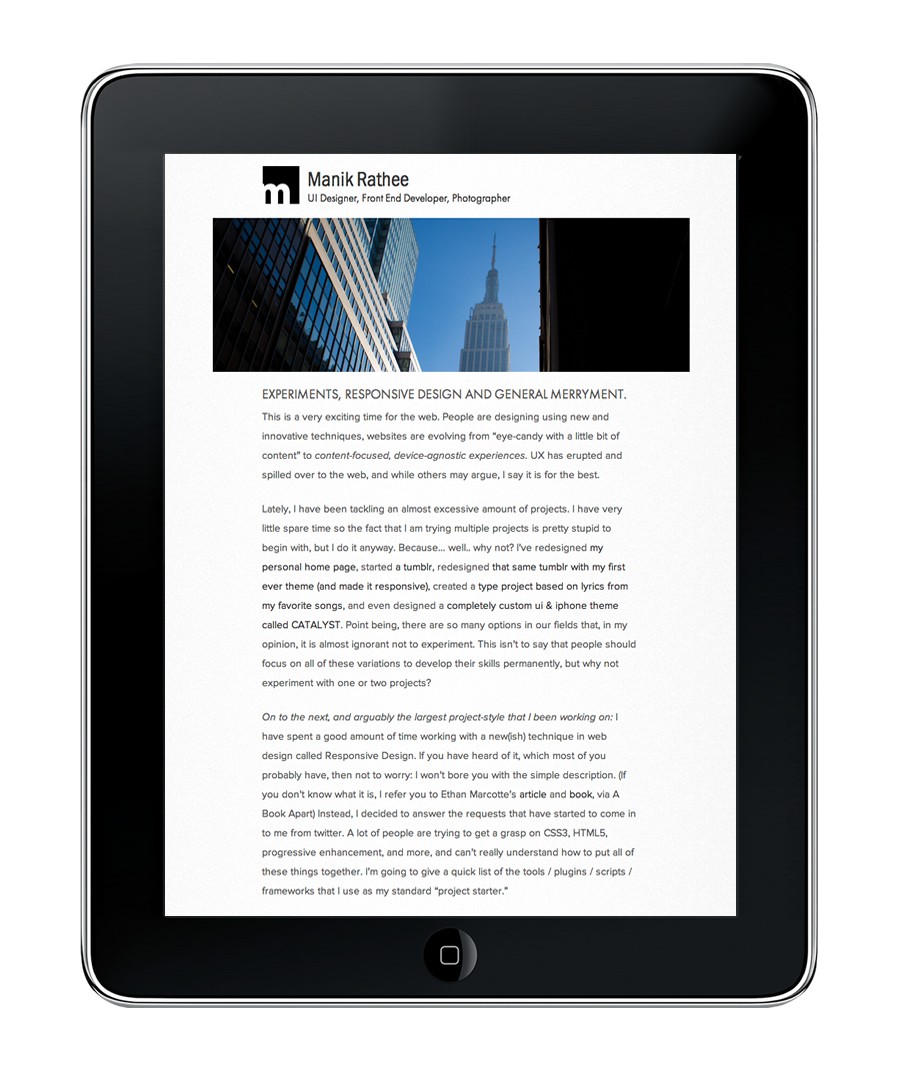 m
Manik Rathee
UI Designer, Front End Developer, Photographer
EXPERIMENTS, RESPONSIVE DESIGN AND GENERAL MERRYMENT.
This is a very exciting time for the web. People are designing using new and
innovative techniques, websites are evolving from “eye-candy with a little bit of
content” to content-focused, device-agnostic experiences. UX has erupted and
spilled over to the web, and while others may argue, I say it is for the best.
Lately, I have been tackling an almost excessive amount of projects. I have very
little spare time so the fact that I am trying multiple projects is pretty stupid to
begin with, but I do it anyway. Because... well.. why not? I've redesigned my
personal home page, started a tumblr, redesigned that same tumblr with my first
ever theme (and made it responsive), created a type project based on lyrics from
my favorite songs, and even designed a completely custom ui & iphone theme
called CATALYST. Point being, there are so many options in our fields that, in my
opinion, it is almost ignorant not to experiment. This isn't to say that people should
focus on all of these variations to develop their skills permanently, but why not
experiment with one or two projects?
On to the next, and arguably the largest project-style that I been working on: I
have spent a good amount of time working with a new(ish) technique in web
design called Responsive Design. If you have heard of it, which most of you
probably have, then not to worry: I won't bore you with the simple description. (If
you don't know what it is, I refer you to Ethan Marcotte's article and book, via A
Book Apart) Instead, I decided to answer the requests that have started to come in
to me from twitter. A lot of people are trying to get a grasp on CSS3, HTML5,
progressive enhancement, and more, and can't really understand how to put all of
these things together. I'm going to give a quick list of the tools / plugins / scripts /
frameworks that I use as my standard “project starter.”